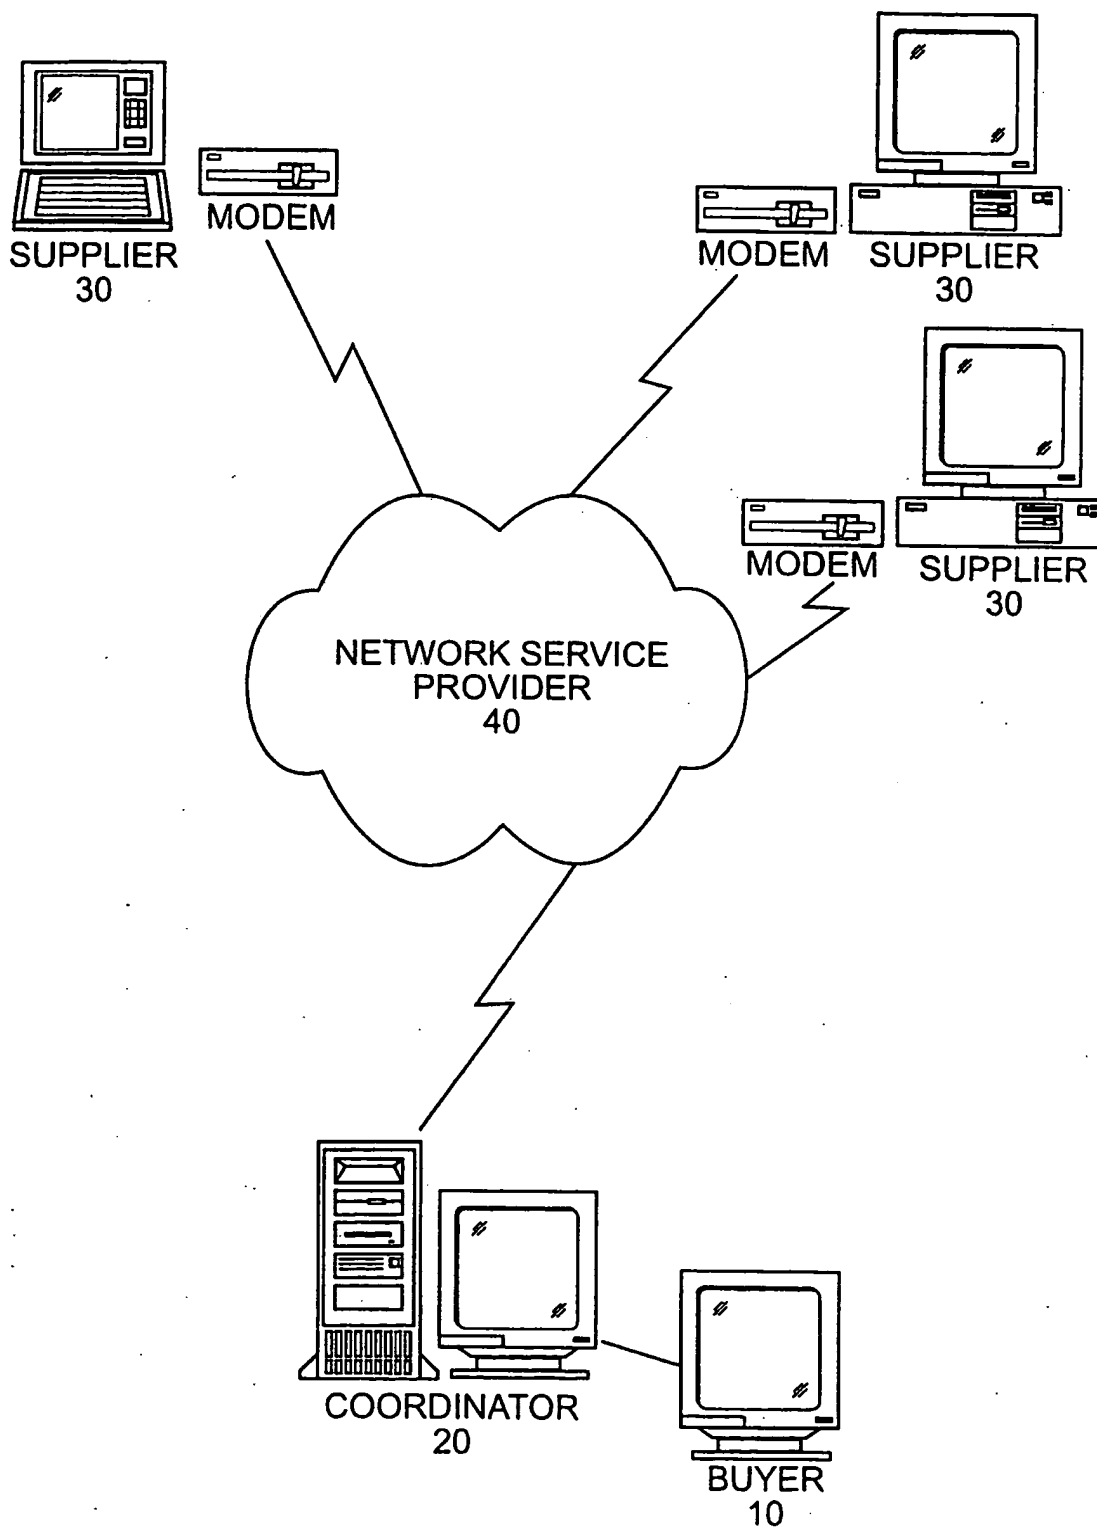 MODEM
SUPPLIER
30
MODEM
SUPPLIER
30
MODEM
SUPPLIER
30
NETWORK SERVICE
PROVIDER
40
COORDINATOR
20
BUYER
10